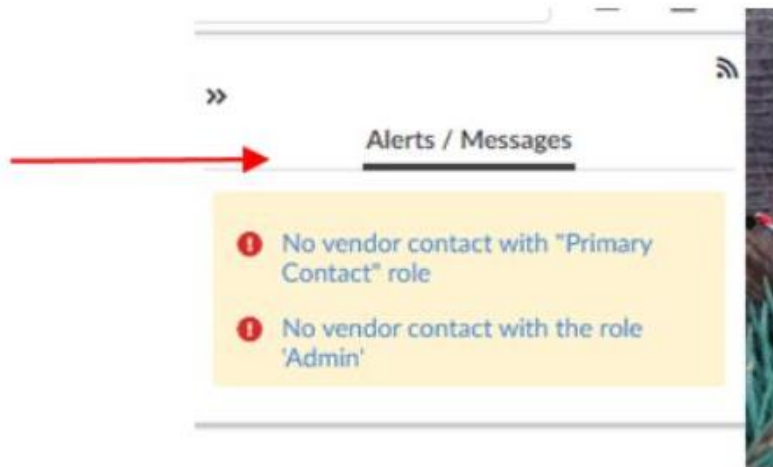 Alerts / Messages
No vendor contact with "Primary
Contact" role
No vendor contact with the role
'Admin'